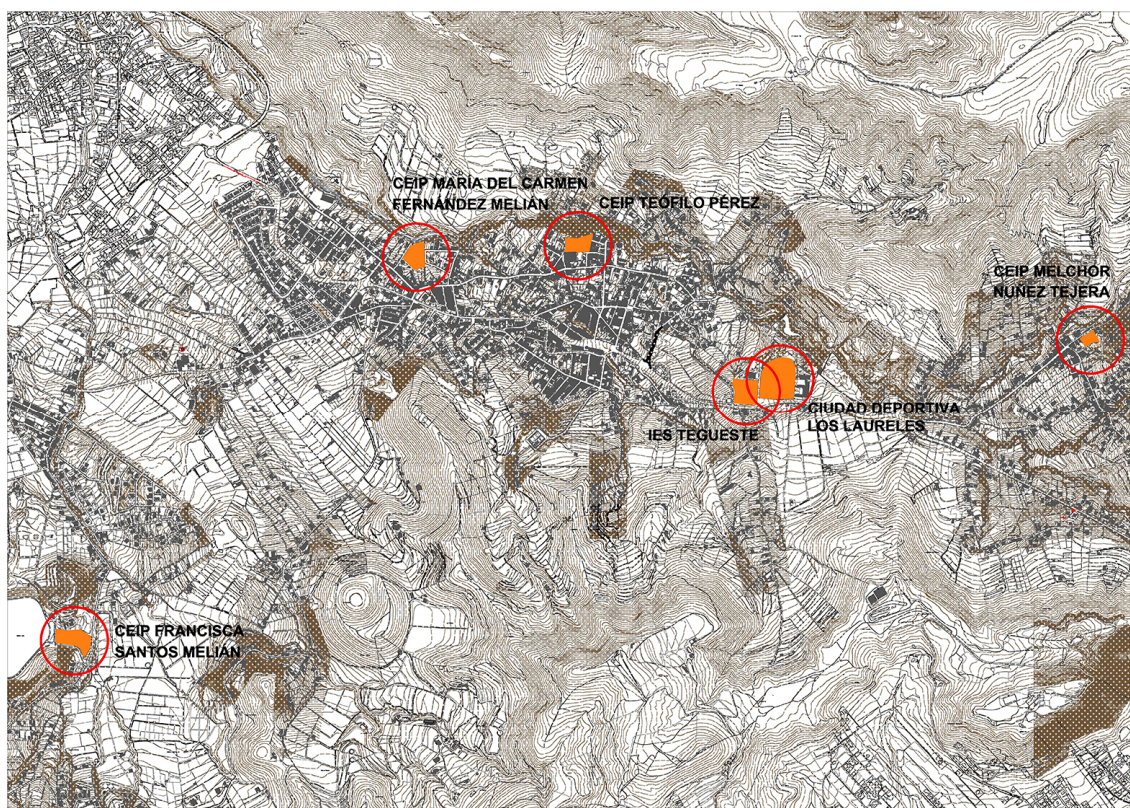 CEIP MARÍA DEL CARMEN
FERNÁNDEZ MELIÁN
CEIP TEÓFILO PÉREZ
CEIP MELCHOR
NUÑEZ TEJERA
CIUDAD DEPORTIVA
LOS LAURELES
IES TEGUESTE
CEIP FRANCISCA
SANTOS MELIÁN